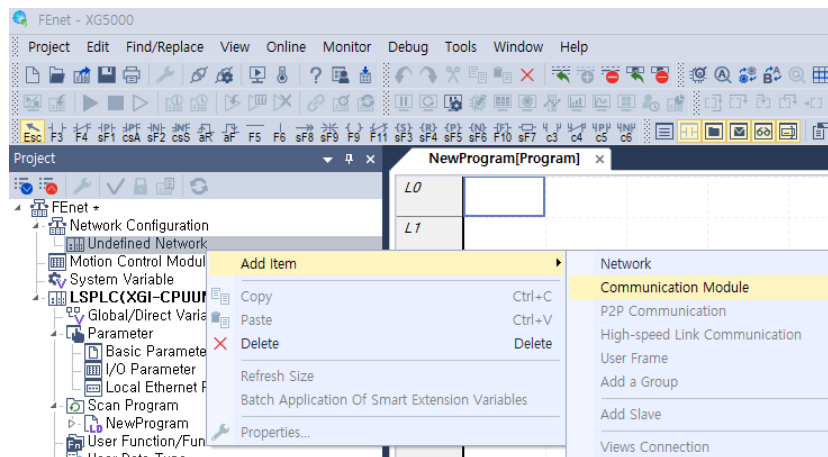 FEnet - XG5000
Project Edit Find/Replace View Online Monitor Debug Tools Window Help
Esc F3 F4 sF1 csA sF2 csS aR aF F5 F6 sF8 sF9 F9 F11 sF3 sF4 sF5 sF6 F10 sF7 c3 c4 c5 c6
Project
NewProgram[Program]
L0
L1
FEnet *
Network Configuration
Undefined Network
Motion Control Modul
System Variable
LSPLC(XGI-CPUU
Global/Direct Varia
Parameter
Basic Paramete
I/O Parameter
Local Ethernet P
Scan Program
NewProgram
User Function/Fun
Add Item
Copy Ctrl+C
Paste Ctrl+V
Delete Delete
Refresh Size
Batch Application Of Smart Extension Variables
Properties...
Network
Communication Module
P2P Communication
High-speed Link Communication
User Frame
Add a Group
Add Slave
Views Connection